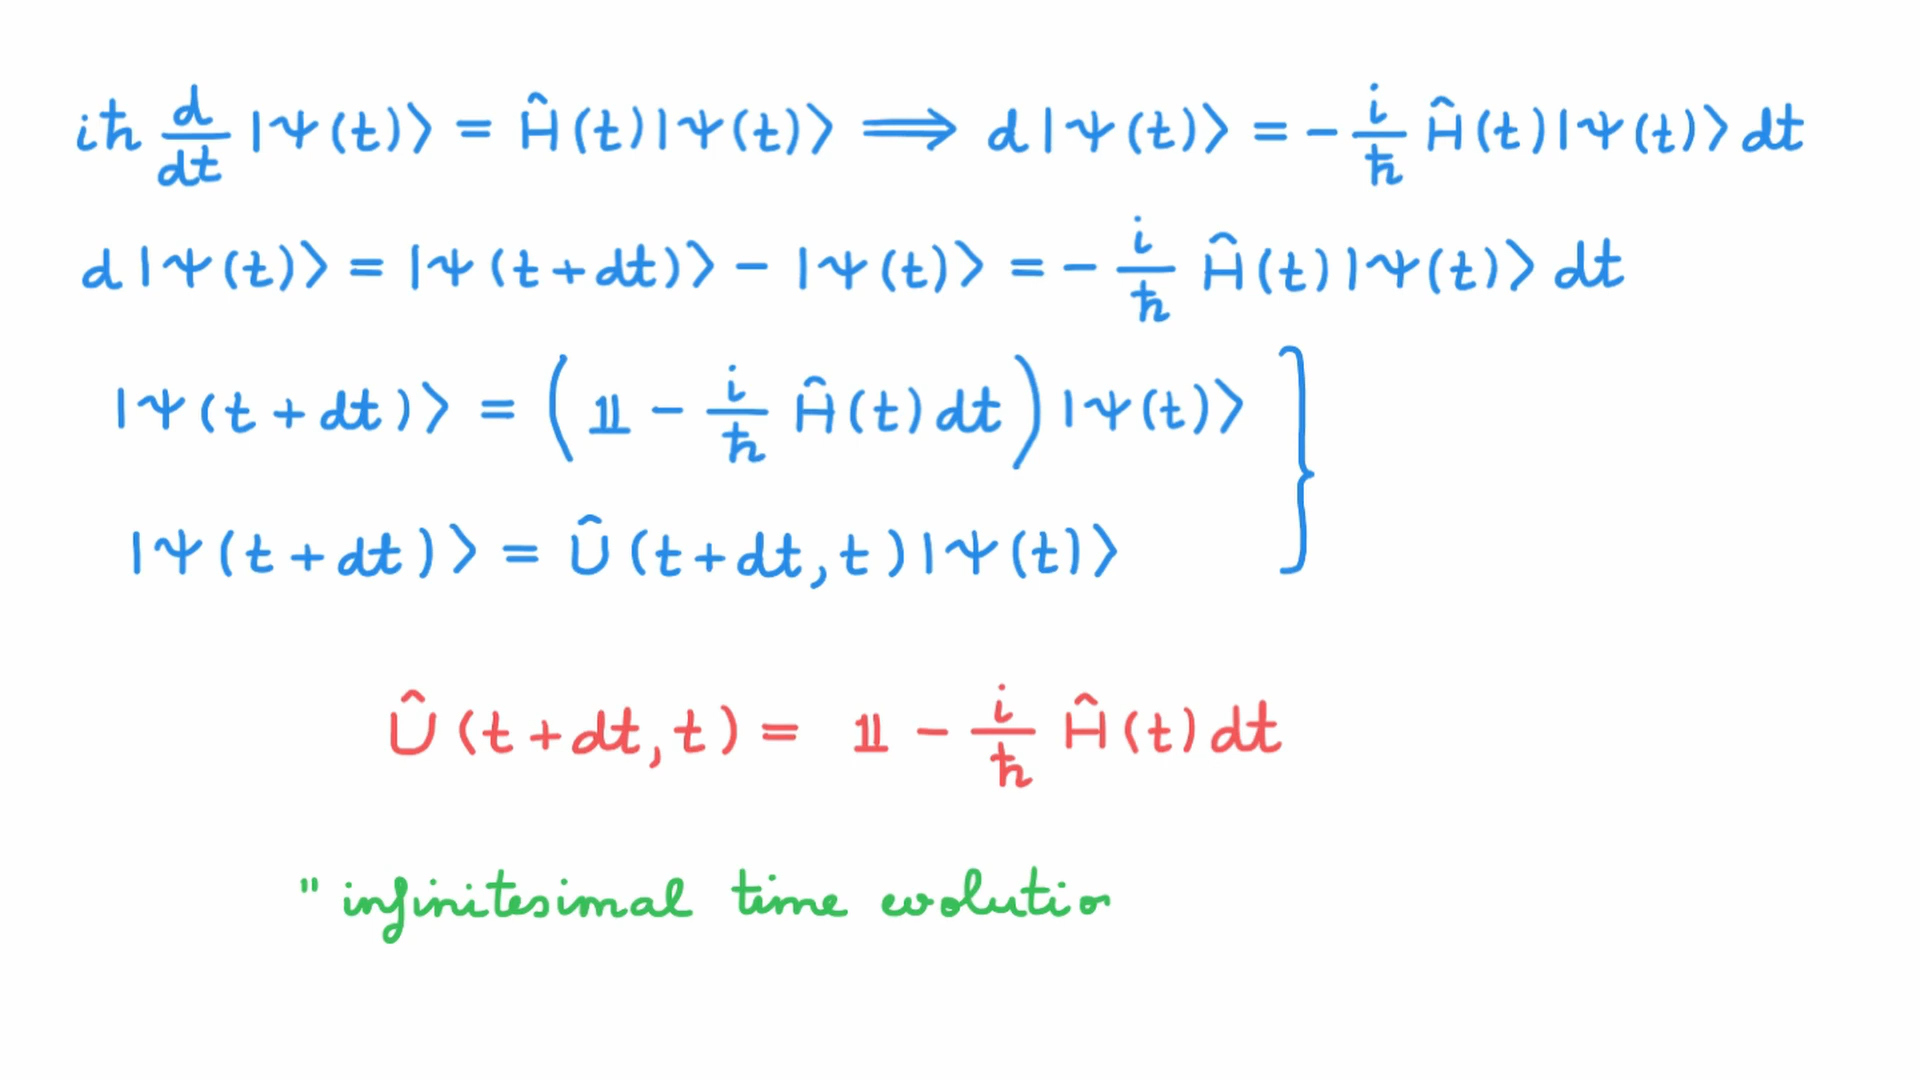 iħ d/dt |ψ(t)⟩ = Ĥ(t)|ψ(t)⟩ ⟹ d|ψ(t)⟩ = - i/ħ Ĥ(t)|ψ(t)⟩ dt
d|ψ(t)⟩ = |ψ(t+dt)⟩ - |ψ(t)⟩ = - i/ħ Ĥ(t)|ψ(t)⟩ dt
|ψ(t+dt)⟩ = (𝟙 - i/ħ Ĥ(t)dt)|ψ(t)⟩ }
|ψ(t+dt)⟩ = Û(t+dt,t)|ψ(t)⟩
Û(t+dt,t) = 𝟙 - i/ħ Ĥ(t)dt
" infinitesimal time evolutio